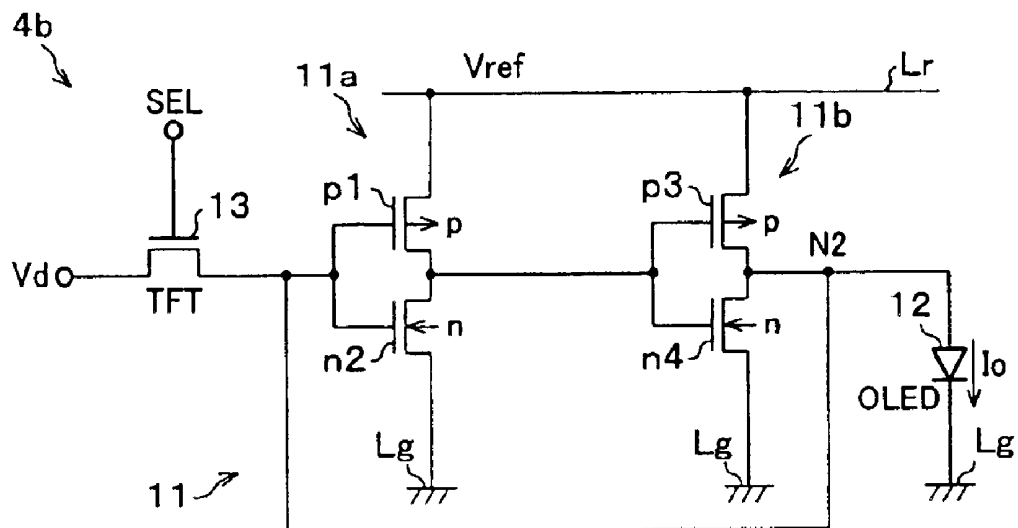 4b
SEL
11a
Vref
Lr
11b
p1
13
p
p3
p
N2
Vd
TFT
n
n2
n
n4
12
Io
OLED
Lg
Lg
Lg
11